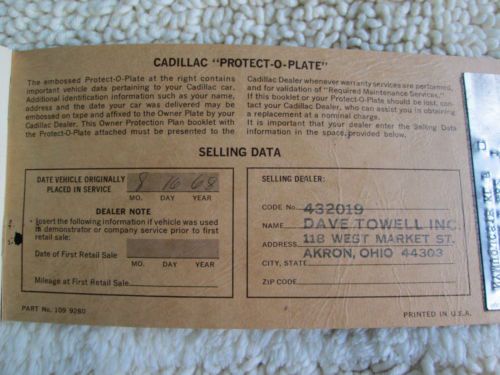 CADILLAC "PROTECT-O-PLATE"
The embossed Protect-O-Plate at the right contains
important vehicle data pertaining to your Cadillac car.
Additional identification information such as your name,
address and the date your car was delivered may be
embossed on tape and affixed to the Owner Plate by your
Cadillac Dealer. This Owner Protection Plan booklet with
the Protect-O-Plate attached must be presented to the
Cadillac Dealer whenever warranty services are performed,
and for validation of "Required Maintenance Services."
If this booklet or your Protect-O-Plate should be lost, con-
tact your Cadillac Dealer, who can assist you in obtaining
a replacement at a nominal charge.
It is important that your dealer enter the Selling Data
information in the space provided below.
SELLING DATA
DATE VEHICLE ORIGINALLY
PLACED IN SERVICE 9 16 68
MO. DAY YEAR
DEALER NOTE
Insert the following information if vehicle was used
in demonstrator or company service prior to first
retail sale:
Date of First Retail Sale
MO. DAY YEAR
Mileage at First Retail Sale
SELLING DEALER:
CODE No 432019
NAME DAVE TOWELL INC.
ADDRESS 118 WEST MARKET ST.
CITY, STATE AKRON, OHIO 44303
ZIP CODE
PART No. 109 9280
PRINTED IN U.S.A.